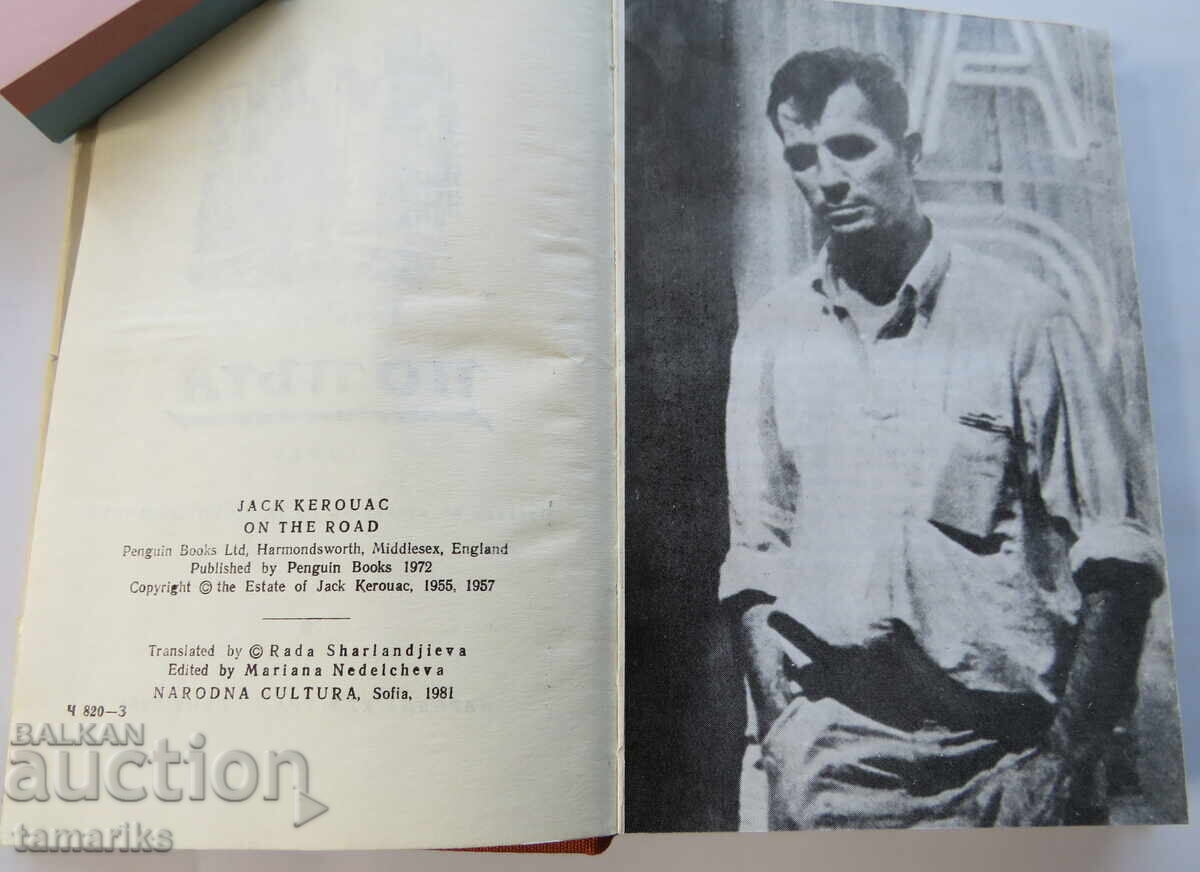 JACK KEROUAC
ON THE ROAD
Penguin Books Ltd, Harmondsworth, Middlesex, England
Published by Penguin Books 1972
Copyright © the Estate of Jack Kerouac, 1955, 1957
Translated by © Rada Sharlandjieva
Edited by Mariana Nedelcheva
NARODNA CULTURA, Sofia, 1981
Ч 820—3
BALKAN
auction
tamariks
A